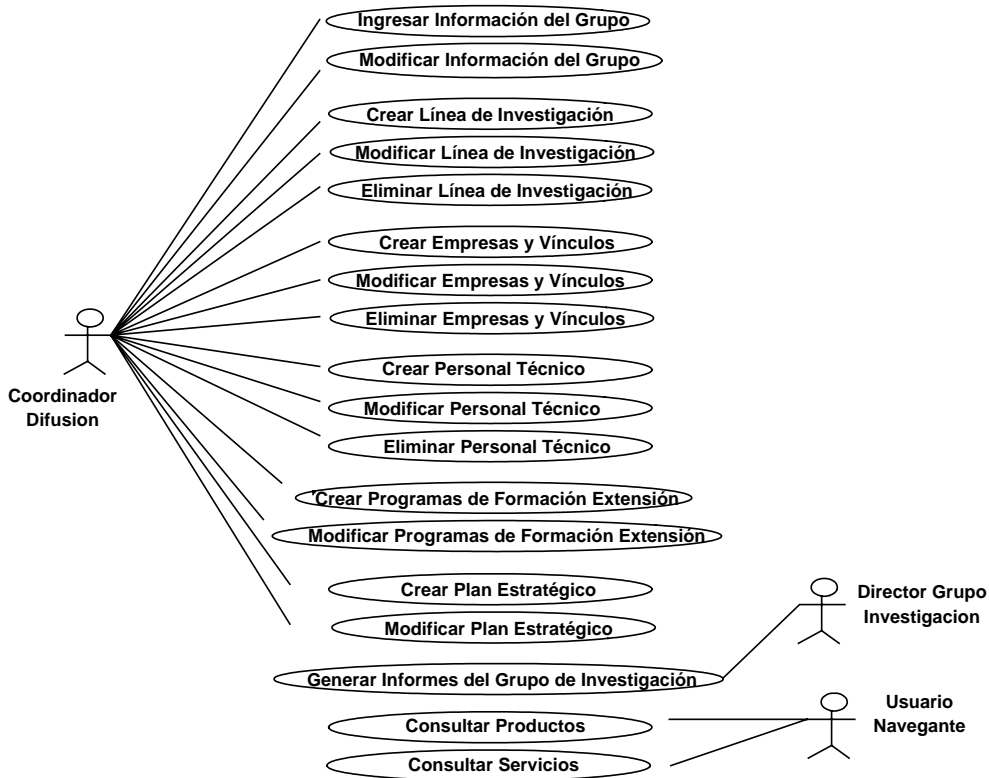 Ingresar Información del Grupo
Modificar Información del Grupo
Crear Línea de Investigación
Modificar Línea de Investigación
Eliminar Línea de Investigación
Crear Empresas y Vínculos
Modificar Empresas y Vínculos
Eliminar Empresas y Vínculos
Crear Personal Técnico
Modificar Personal Técnico
Eliminar Personal Técnico
Coordinador
Difusion
Crear Programas de Formación Extensión
Modificar Programas de Formación Extensión
Crear Plan Estratégico
Modificar Plan Estratégico
Director Grupo
Investigacion
Generar Informes del Grupo de Investigación
Usuario
Navegante
Consultar Productos
Consultar Servicios